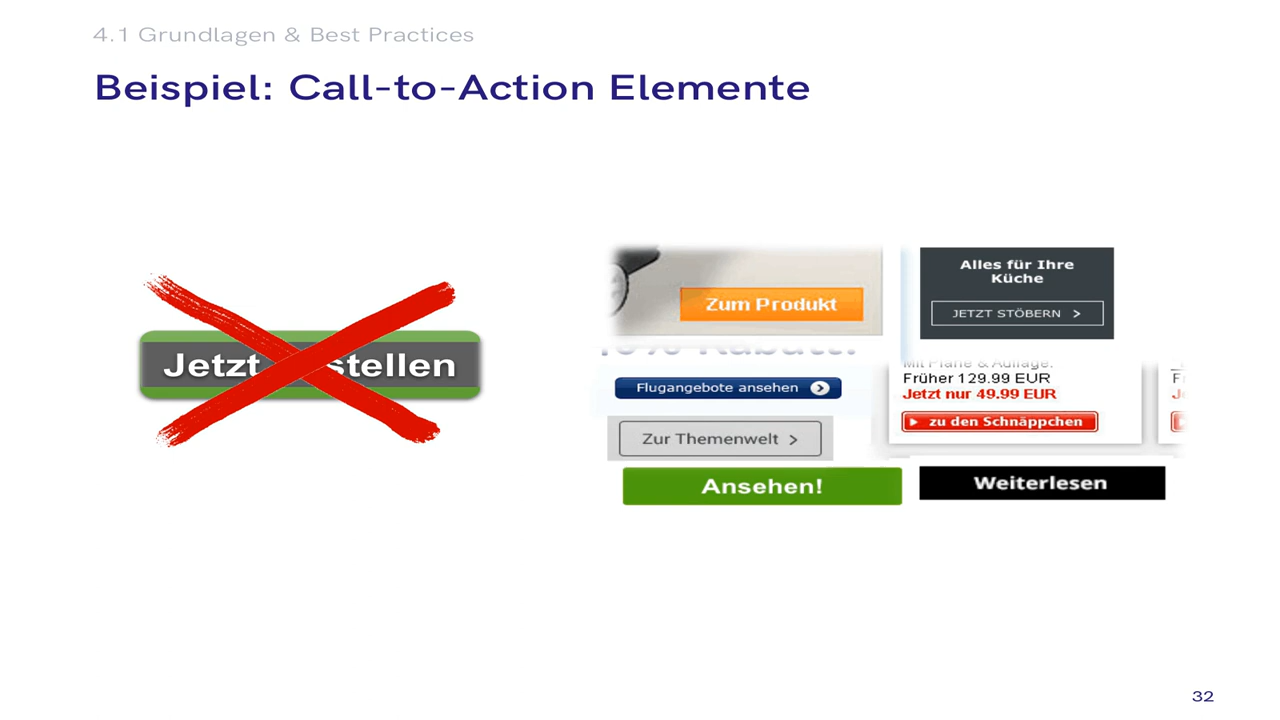 4.1 Grundlagen & Best Practices
Beispiel: Call-to-Action Elemente
Jetzt
Zum Produkt
Alles für Ihre
Küche
JETZT STÖBERN >
Flugangebote ansehen
Früher 129.99 EUR
Jetzt nur 49.99 EUR
zu den Schnäppchen
Zur Themenwelt >
Ansehen!
Weiterlesen
32